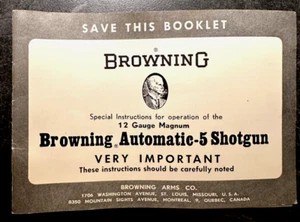 SAVE THIS BOOKLET
BROWNING
Special Instructions for operation of the
12 Gauge Magnum
Browning Automatic-5 Shotgun
VERY IMPORTANT
These instructions should be carefully noted
BROWNING ARMS CO.
1706 WASHINGTON AVENUE, ST. LOUIS, MISSOURI, U. S. A.
8350 MOUNTAIN SIGHTS AVENUE, MONTREAL, 9, QUEBEC, CANADA